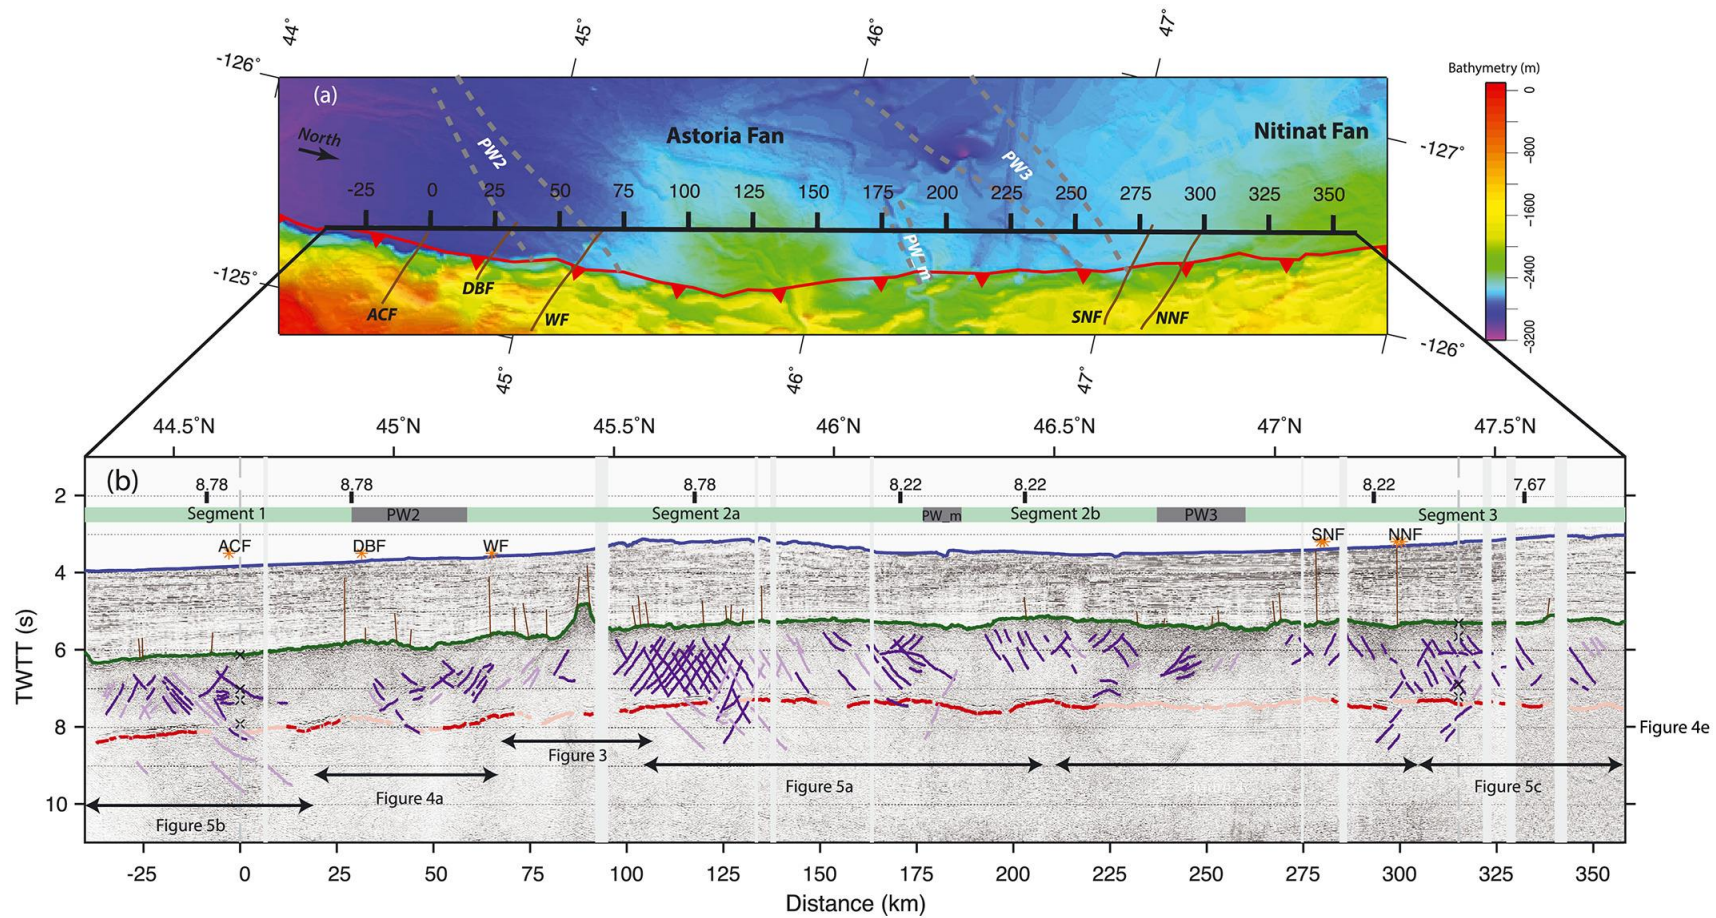 44°
45°
46°
47°
-126°
(a)
North
PW2
Astoria Fan
PW3
Nitinat Fan
-127°
Bathymetry (m)
0
-800
-1600
-2400
-3200
-25 0 25 50 75 100 125 150 175 200 225 250 275 300 325 350
PW_m
-125°
ACF
DBF
WF
SNF
NNF
-126°
45°
46°
47°
44.5°N 45°N 45.5°N 46°N 46.5°N 47°N 47.5°N
(b)
8.78 8.78 8.78 8.22 8.22 8.22 7.67
Segment 1 PW2 Segment 2a PW_m Segment 2b PW3 Segment 3
ACF DBF WF SNF NNF
TWTT (s)
2
4
6
8
10
Figure 3
Figure 4a
Figure 5a
Figure 5b
Figure 5c
Figure 4e
-25 0 25 50 75 100 125 150 175 200 225 250 275 300 325 350
Distance (km)